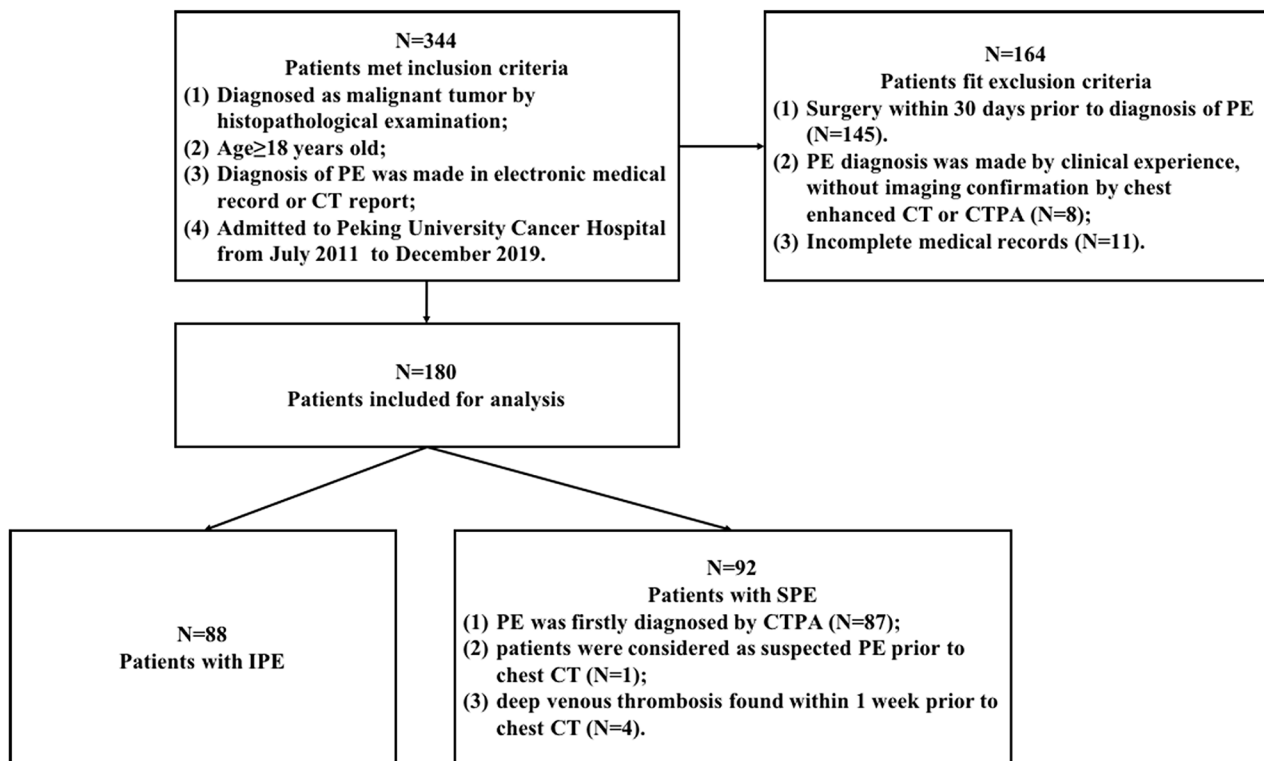 N=344
Patients met inclusion criteria
(1) Diagnosed as malignant tumor by
histopathological examination;
(2) Age≥18 years old;
(3) Diagnosis of PE was made in electronic medical
record or CT report;
(4) Admitted to Peking University Cancer Hospital
from July 2011 to December 2019.
N=164
Patients fit exclusion criteria
(1) Surgery within 30 days prior to diagnosis of PE
(N=145).
(2) PE diagnosis was made by clinical experience,
without imaging confirmation by chest
enhanced CT or CTPA (N=8);
(3) Incomplete medical records (N=11).
N=180
Patients included for analysis
N=88
Patients with IPE
N=92
Patients with SPE
(1) PE was firstly diagnosed by CTPA (N=87);
(2) patients were considered as suspected PE prior to
chest CT (N=1);
(3) deep venous thrombosis found within 1 week prior to
chest CT (N=4).